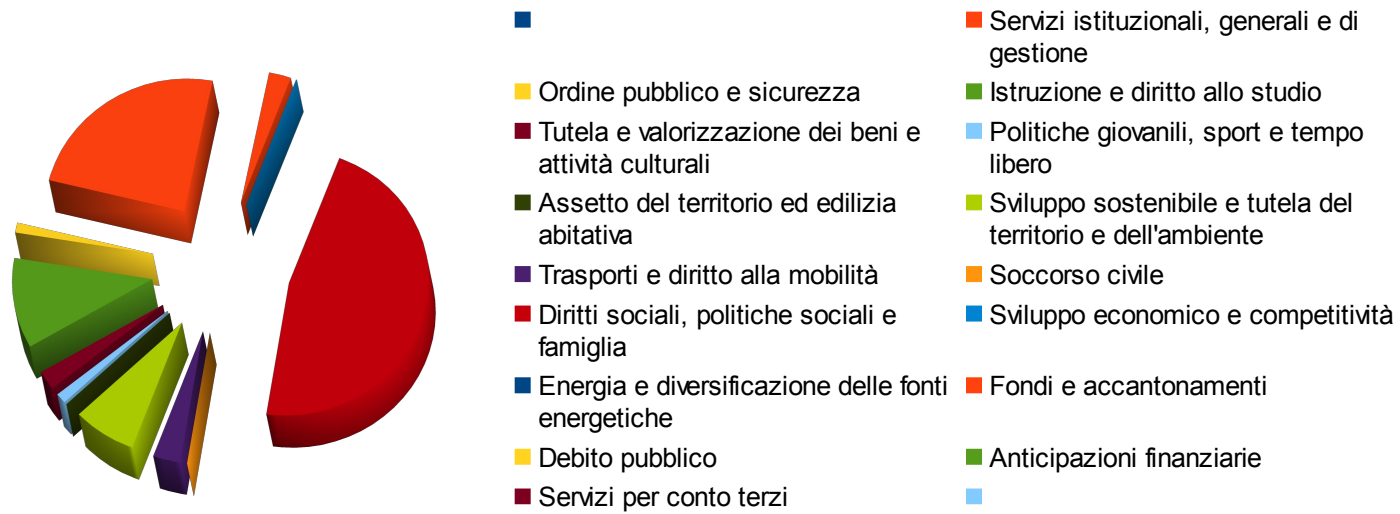 Servizi istituzionali, generali e di
gestione
Ordine pubblico e sicurezza
Istruzione e diritto allo studio
Tutela e valorizzazione dei beni e
attività culturali
Politiche giovanili, sport e tempo
libero
Assetto del territorio ed edilizia
abitativa
Sviluppo sostenibile e tutela del
territorio e dell'ambiente
Trasporti e diritto alla mobilità
Soccorso civile
Diritti sociali, politiche sociali e
famiglia
Sviluppo economico e competitività
Energia e diversificazione delle fonti
energetiche
Fondi e accantonamenti
Debito pubblico
Anticipazioni finanziarie
Servizi per conto terzi